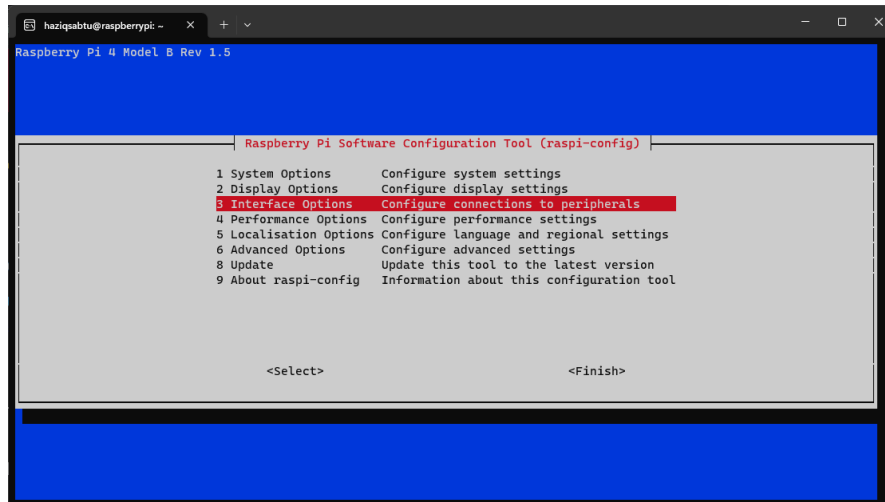 haziqsabtu@raspberrypi: ~
Raspberry Pi 4 Model B Rev 1.5
Raspberry Pi Software Configuration Tool (raspi-config)
1 System Options Configure system settings
2 Display Options Configure display settings
3 Interface Options Configure connections to peripherals
4 Performance Options Configure performance settings
5 Localisation Options Configure language and regional settings
6 Advanced Options Configure advanced settings
8 Update Update this tool to the latest version
9 About raspi-config Information about this configuration tool
<Select> <Finish>